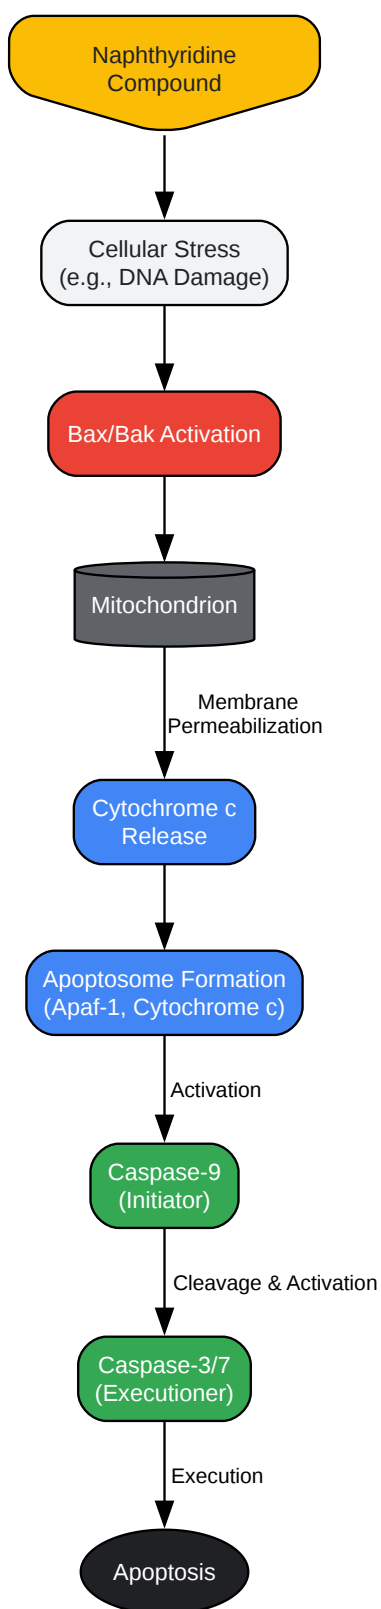 Naphthyridine
Compound
Cellular Stress
(e.g., DNA Damage)
Bax/Bak Activation
Mitochondrion
Membrane
Permeabilization
Cytochrome c
Release
Apoptosome Formation
(Apaf-1, Cytochrome c)
Activation
Caspase-9
(Initiator)
Cleavage & Activation
Caspase-3/7
(Executioner)
Execution
Apoptosis